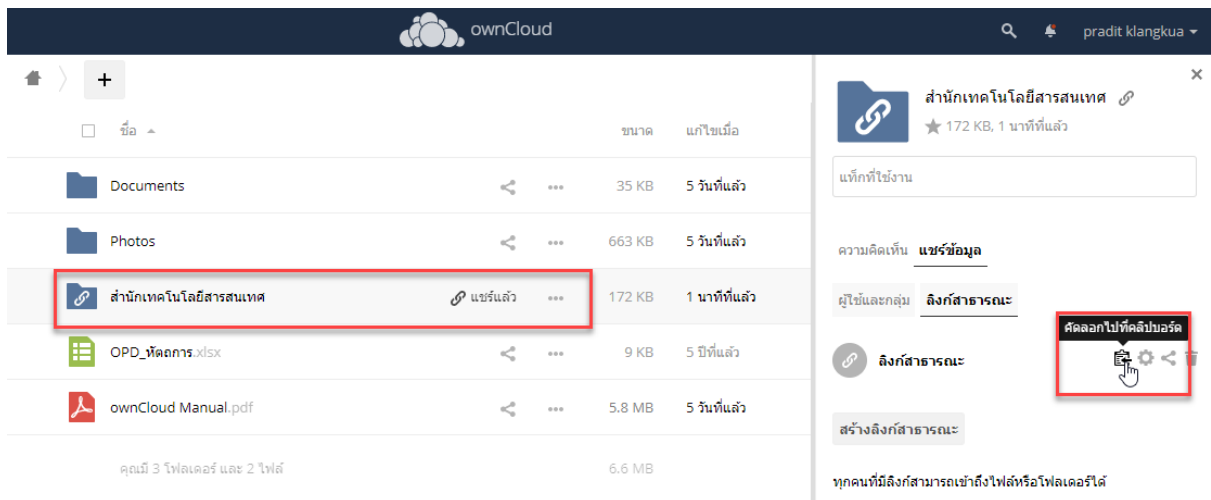 ownCloud
pradit klangkua
+
ชื่อ ขนาด แก้ไขเมื่อ
Documents 35 KB 5 วันที่แล้ว
Photos 663 KB 5 วันที่แล้ว
สำนักเทคโนโลยีสารสนเทศ แชร์แล้ว 172 KB 1 นาทีที่แล้ว
OPD_หัตถการ.xlsx 9 KB 5 ปีที่แล้ว
ownCloud Manual.pdf 5.8 MB 5 วันที่แล้ว
คุณมี 3 โฟลเดอร์ และ 2 ไฟล์ 6.6 MB
สำนักเทคโนโลยีสารสนเทศ
172 KB, 1 นาทีที่แล้ว
แท็กที่ใช้งาน
ความคิดเห็น แชร์ข้อมูล
ผู้ใช้และกลุ่ม ลิงก์สาธารณะ
คัดลอกไปที่คลิปบอร์ด
ลิงก์สาธารณะ
สร้างลิงก์สาธารณะ
ทุกคนที่มีลิงก์สามารถเข้าถึงไฟล์หรือโฟลเดอร์ได้